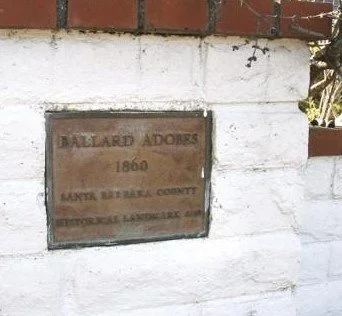 BALLARD ADOBES
1860
SANTA BARBARA COUNTY
HISTORICAL LANDMARK